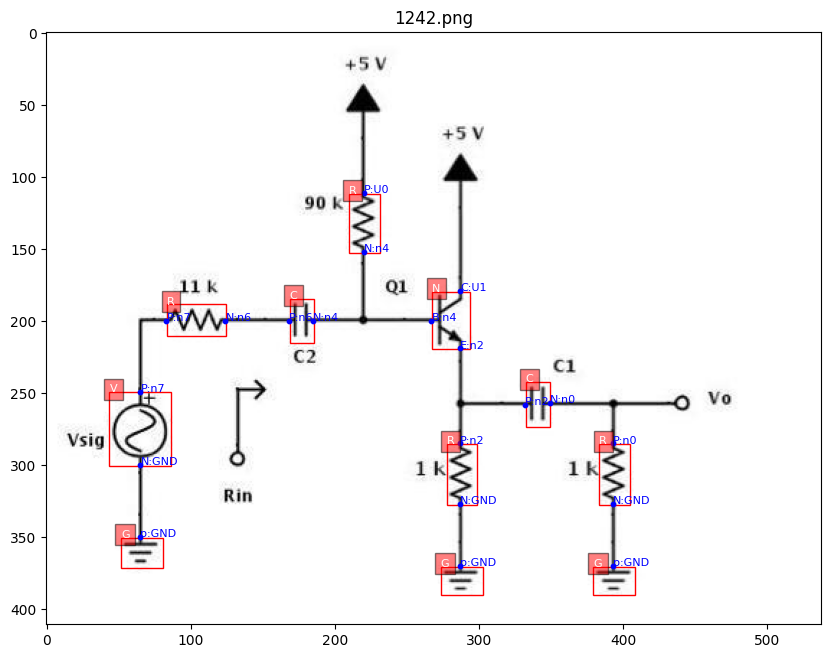 1242.png
+5 V
+5 V
R P:U0
90 k
N:n4
Q1
N C:U1
11 k
R
P:n7 N:n6
C
P:n6 N:n4
C2
B:n4
E:n2
C
C1
P:n2 N:n0
Vo
V P:n7
+
Vsig
N:GND
Rin
R P:n2
1 k
N:GND
R P:n0
1 k
N:GND
G p:GND
G p:GND
G p:GND
0
50
100
150
200
250
300
350
400
0 100 200 300 400 500